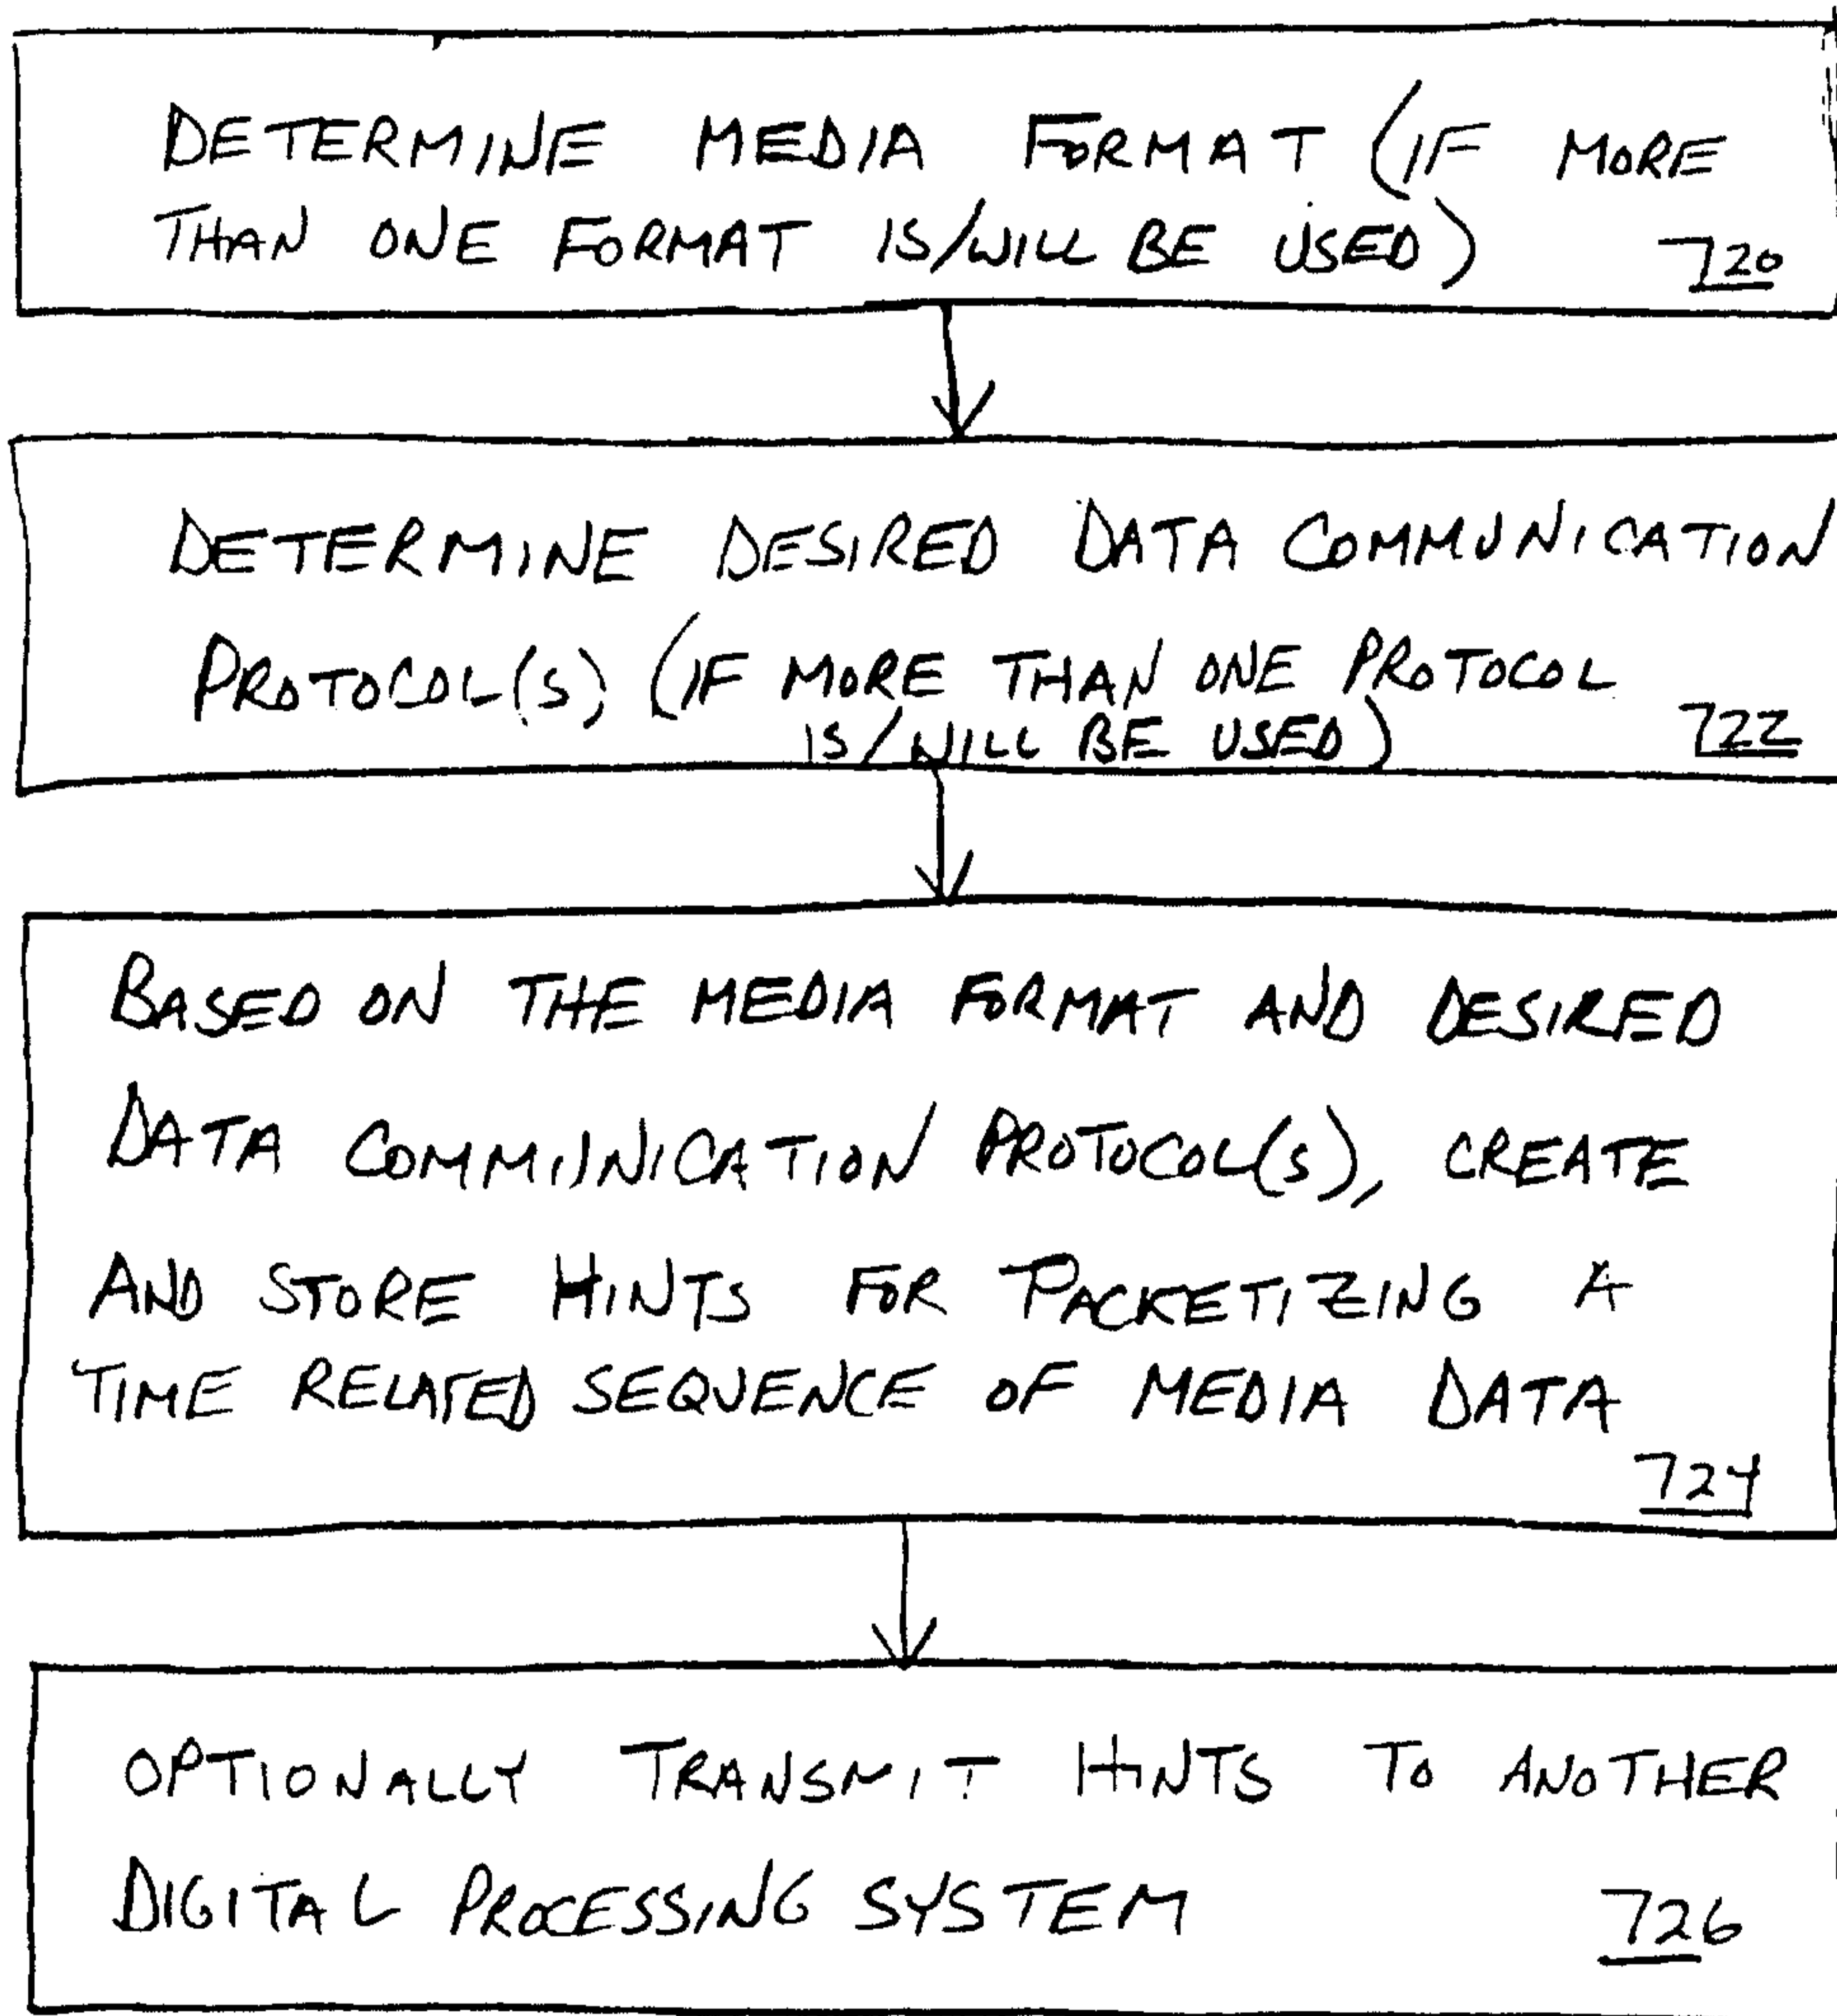 DETERMINE MEDIA FORMAT (IF MORE
THAN ONE FORMAT IS/WILL BE USED) 720
DETERMINE DESIRED DATA COMMUNICATION
PROTOCOL(S) (IF MORE THAN ONE PROTOCOL
IS/WILL BE USED) 722
BASED ON THE MEDIA FORMAT AND DESIRED
DATA COMMUNICATION PROTOCOL(S), CREATE
AND STORE HINTS FOR PACKETIZING A
TIME RELATED SEQUENCE OF MEDIA DATA
724
OPTIONALLY TRANSMIT HINTS TO ANOTHER
DIGITAL PROCESSING SYSTEM 726